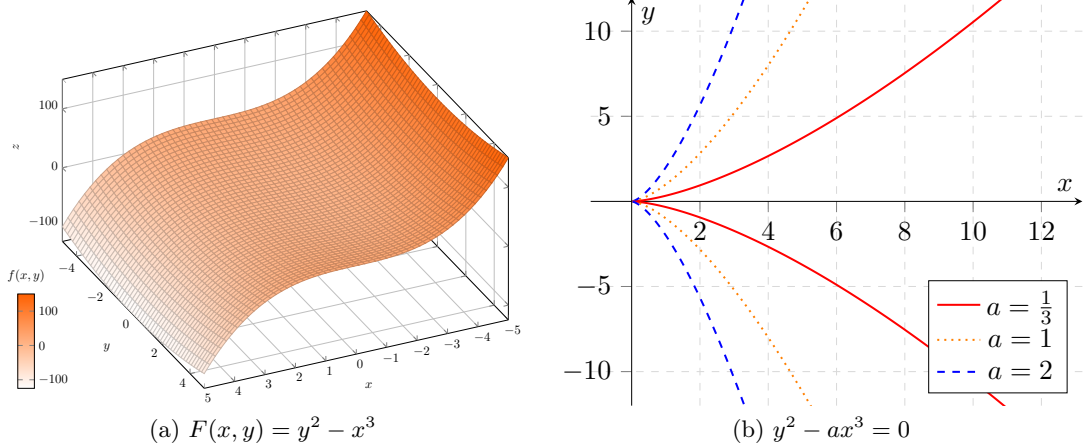 100
0
−100
z
−4
−2
0
2
4
y
5
4
3
2
1
0
−1
−2
−3
−4
−5
x
f(x, y)
100
0
−100
(a) F(x, y) = y² − x³
y
10
5
x
2
4
6
8
10
12
−5
−10
a = 1/3
a = 1
a = 2
(b) y² − ax³ = 0